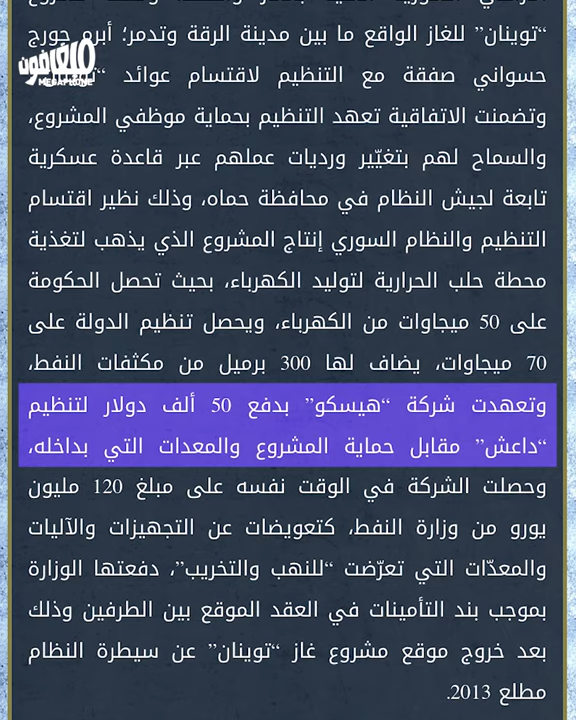 “توينان” للغاز الواقع ما بين مدينة الرقة وتدمر؛ أبرم جورج
ميغافون
MEGAPHONE
حسواني صفقة مع التنظيم لاقتسام عوائد
وتضمنت الاتفاقية تعهد التنظيم بحماية موظفي المشروع،
والسماح لهم بتغيّير ورديات عملهم عبر قاعدة عسكرية
تابعة لجيش النظام في محافظة حماه، وذلك نظير اقتسام
التنظيم والنظام السوري إنتاج المشروع الذي يذهب لتغذية
محطة حلب الحرارية لتوليد الكهرباء، بحيث تحصل الحكومة
على 50 ميجاوات من الكهرباء، ويحصل تنظيم الدولة على
70 ميجاوات، يضاف لها 300 برميل من مكثفات النفط،
وتعهدت شركة “هيسكو” بدفع 50 ألف دولار لتنظيم
“داعش” مقابل حماية المشروع والمعدات التي بداخله،
وحصلت الشركة في الوقت نفسه على مبلغ 120 مليون
يورو من وزارة النفط، كتعويضات عن التجهيزات والآليات
والمعدّات التي تعرّضت “للنهب والتخريب”، دفعتها الوزارة
بموجب بند التأمينات في العقد الموقع بين الطرفين وذلك
بعد خروج موقع مشروع غاز “توينان” عن سيطرة النظام
مطلع 2013.